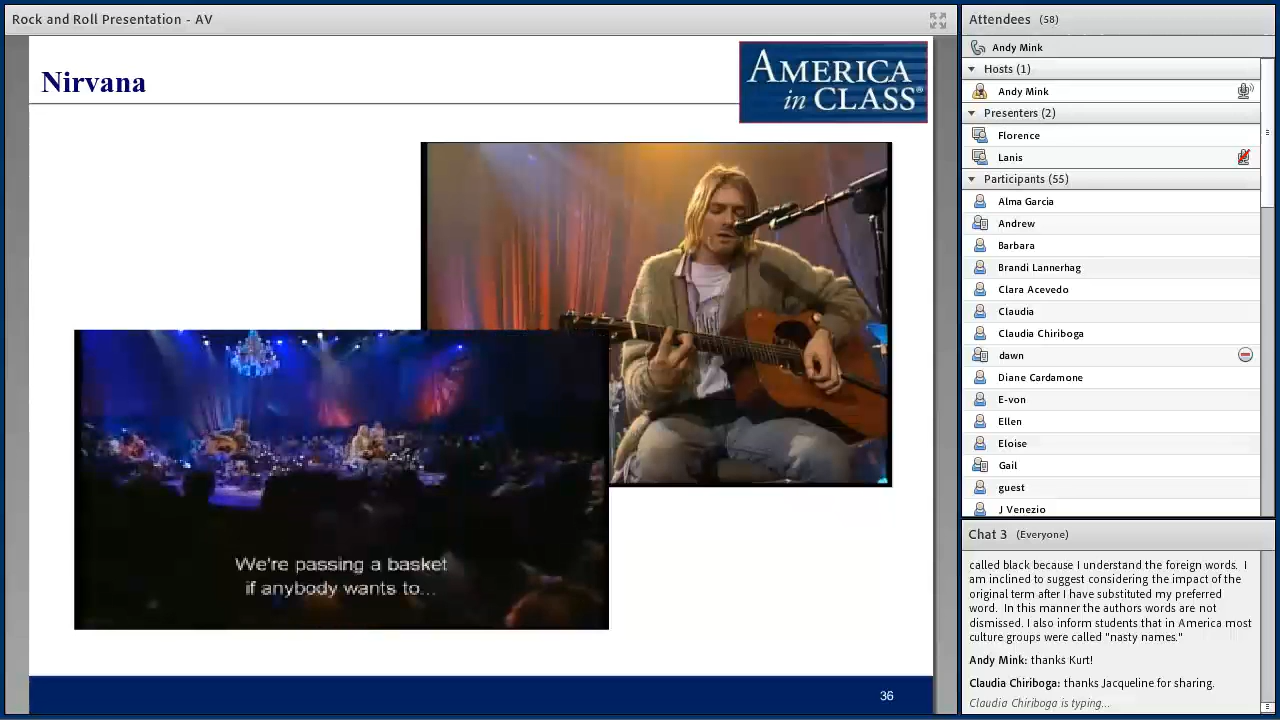 Rock and Roll Presentation - AV
Nirvana
AMERICA
in CLASS®
We're passing a basket
if anybody wants to...
36
Attendees (58)
Andy Mink
Hosts (1)
Andy Mink
Presenters (2)
Florence
Lanis
Participants (55)
Alma Garcia
Andrew
Barbara
Brandi Lannerhag
Clara Acevedo
Claudia
Claudia Chiriboga
dawn
Diane Cardamone
E-von
Ellen
Eloise
Gail
guest
J Venezio
Chat 3 (Everyone)
called black because I understand the foreign words. I
am inclined to suggest considering the impact of the
original term after I have substituted my preferred
word. In this manner the authors words are not
dismissed. I also inform students that in America most
culture groups were called "nasty names."
Andy Mink: thanks Kurt!
Claudia Chiriboga: thanks Jacqueline for sharing.
Claudia Chiriboga is typing...